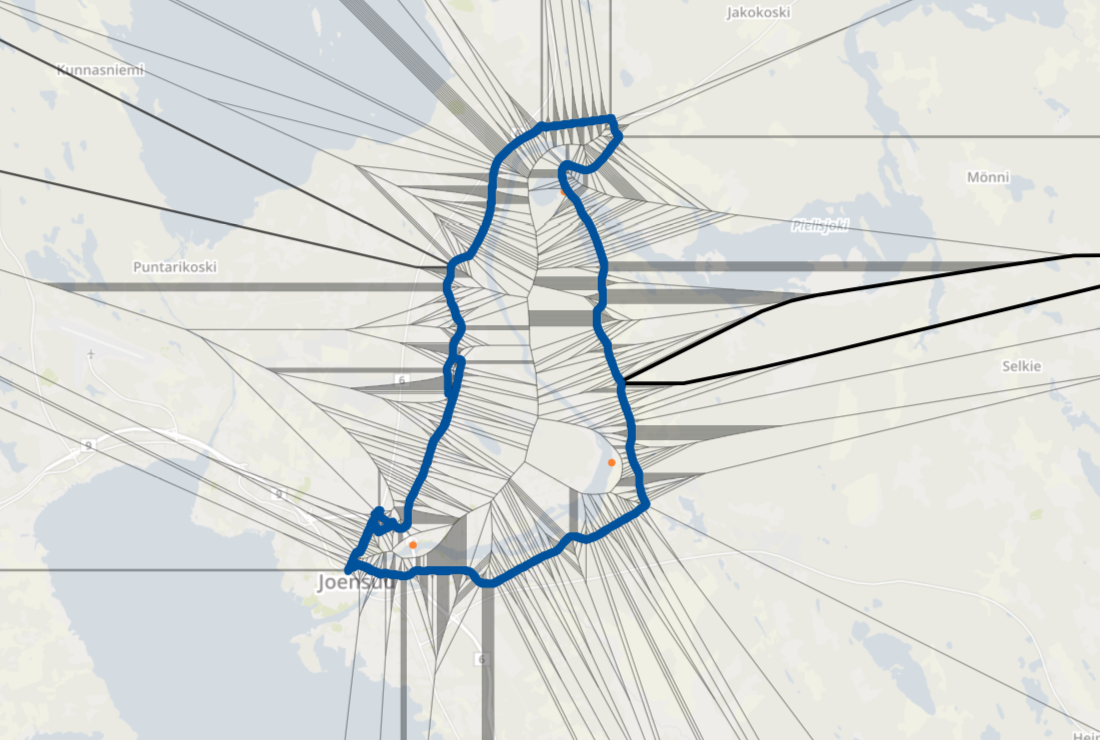 Jakokoski
Kunnasniemi
Mönni
Pielisjoki
Puntarikoski
Selkie
6
9
9
Joensuu
6